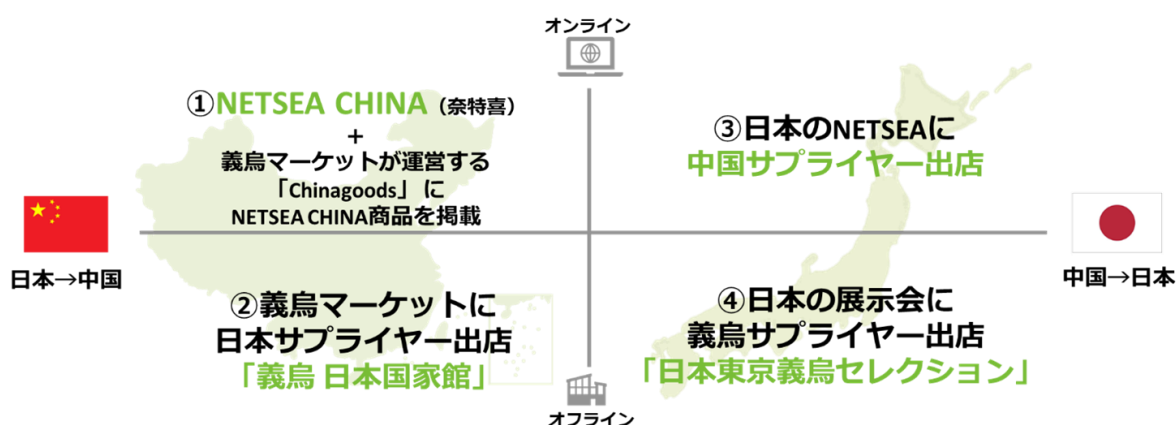 オンライン
①NETSEA CHINA（奈特喜）
+
義烏マーケットが運営する
「Chinagoods」に
NETSEA CHINA商品を掲載
③日本のNETSEAに
中国サプライヤー出店
日本→中国
中国→日本
②義烏マーケットに
日本サプライヤー出店
「義烏 日本国家館」
④日本の展示会に
義烏サプライヤー出店
「日本東京義烏セレクション」
オフライン